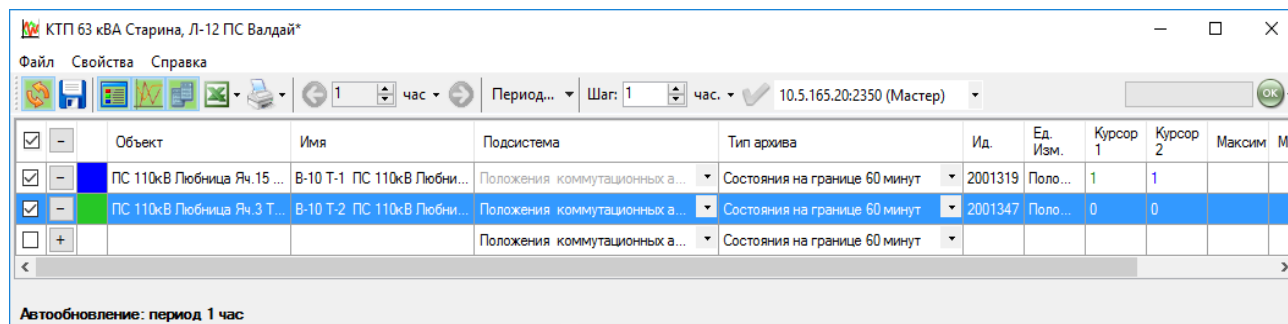 КТП 63 кВА Старина, Л-12 ПС Валдай*
Файл Свойства Справка
1 час Период... Шаг: 1 час. 10.5.165.20:2350 (Мастер) OK
Объект Имя Подсистема Тип архива Ид. Ед. Изм. Курсор 1 Курсор 2 Максим М
ПС 110кВ Любница Яч.15 ... В-10 Т-1 ПС 110кВ Любни... Положения коммутационных а... Состояния на границе 60 минут 2001319 Поло... 1 1
ПС 110кВ Любница Яч.3 Т... В-10 Т-2 ПС 110кВ Любни... Положения коммутационных а... Состояния на границе 60 минут 2001347 Поло... 0 0
Положения коммутационных а... Состояния на границе 60 минут
Автообновление: период 1 час